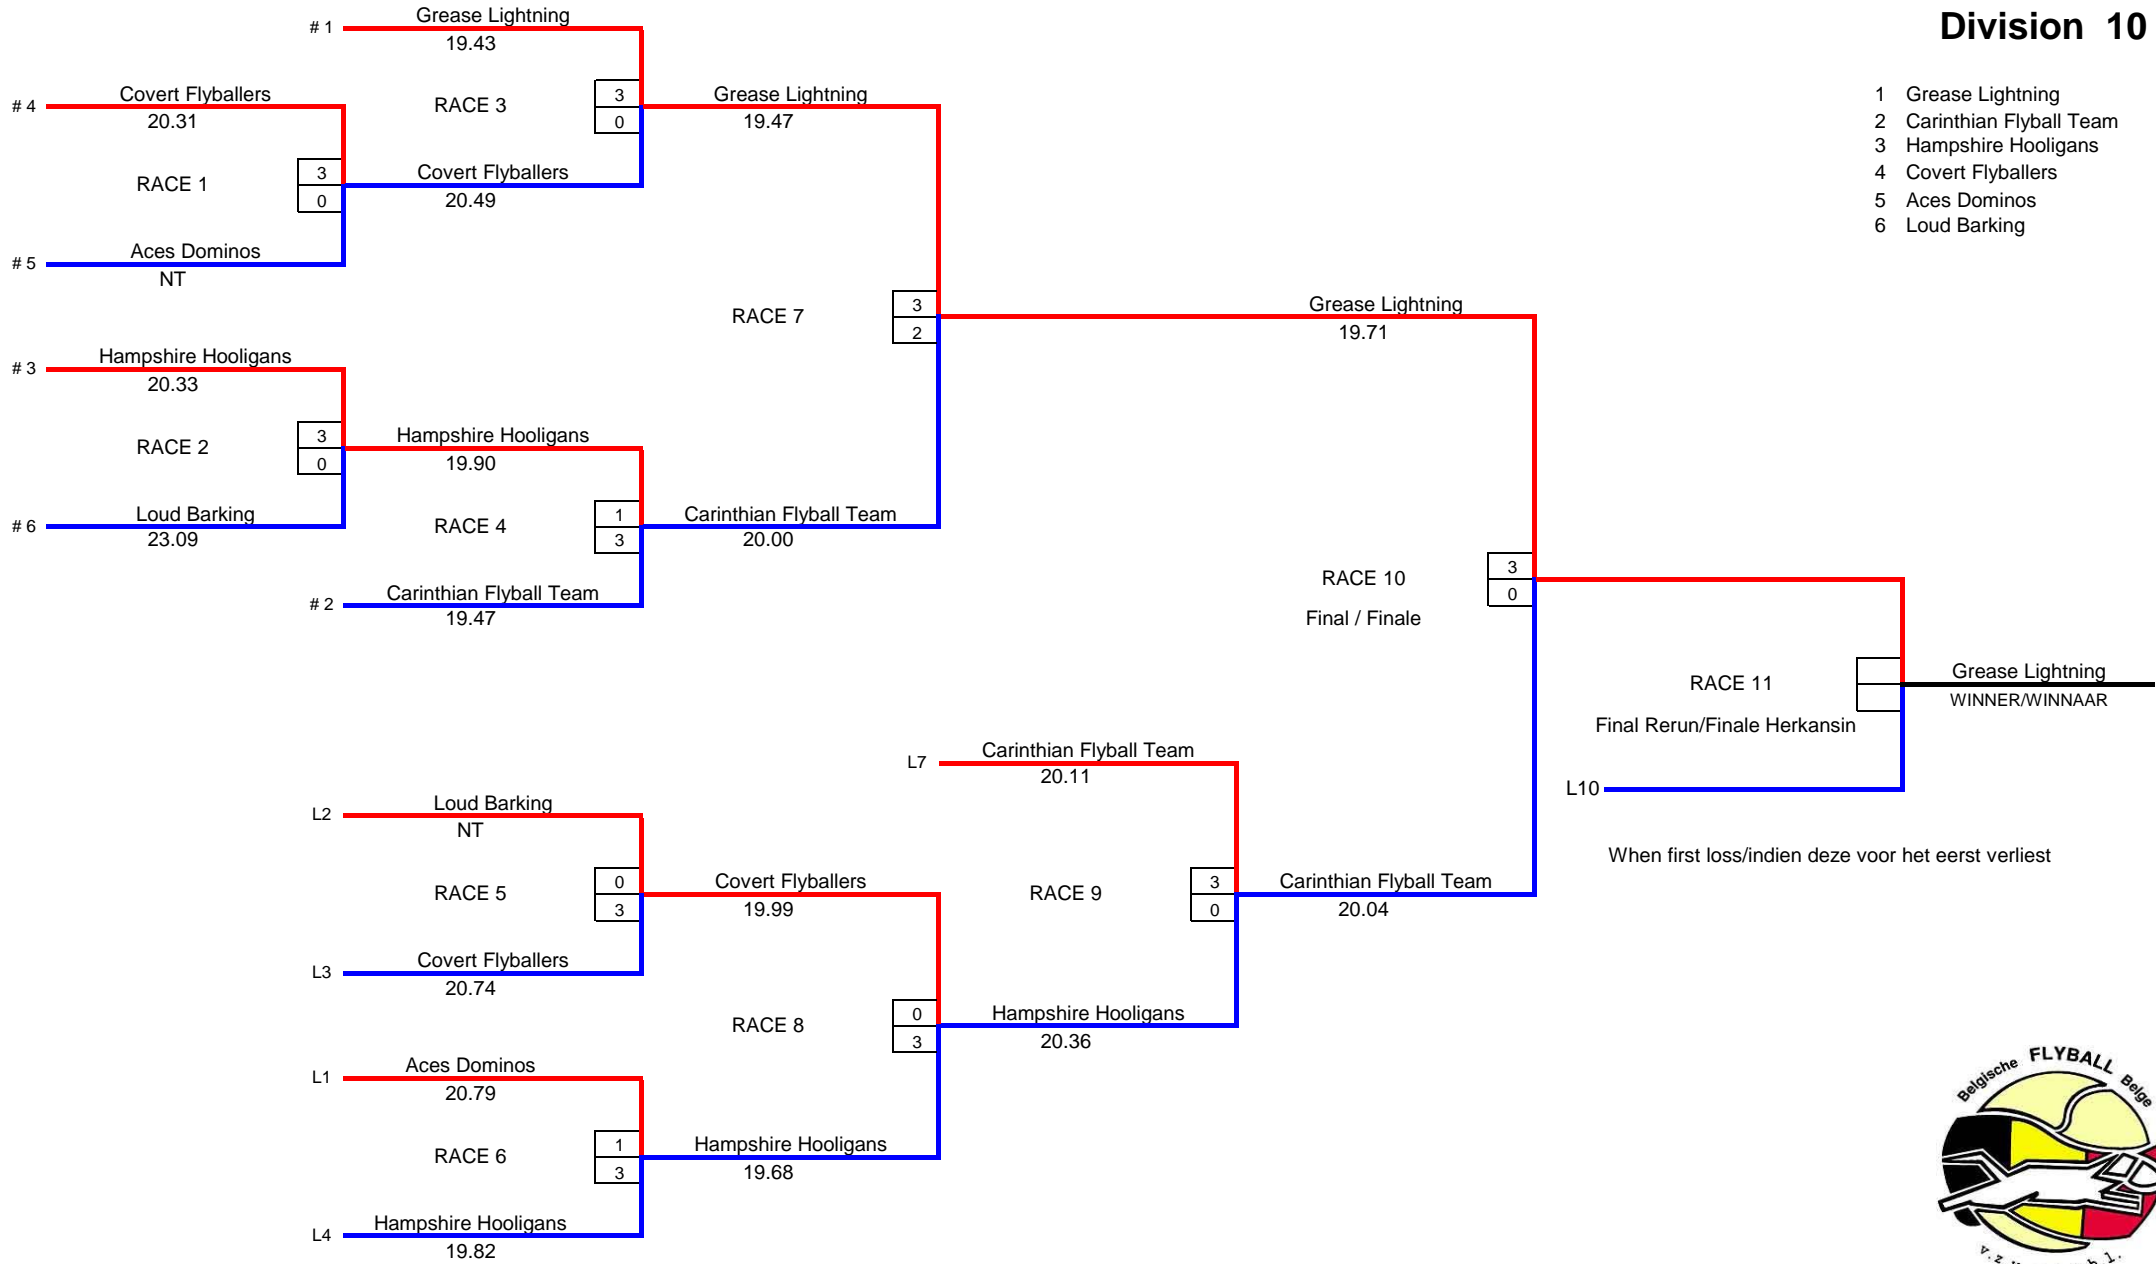 Division 10
1 Grease Lightning
2 Carinthian Flyball Team
3 Hampshire Hooligans
4 Covert Flyballers
5 Aces Dominos
6 Loud Barking
# 1
Grease Lightning
19.43
# 4
Covert Flyballers
20.31
RACE 3
3
0
Grease Lightning
19.47
RACE 1
3
0
Covert Flyballers
20.49
# 5
Aces Dominos
NT
RACE 7
3
2
Grease Lightning
19.71
# 3
Hampshire Hooligans
20.33
RACE 2
3
0
Hampshire Hooligans
19.90
# 6
Loud Barking
23.09
RACE 4
1
3
Carinthian Flyball Team
20.00
# 2
Carinthian Flyball Team
19.47
RACE 10
Final / Finale
3
0
RACE 11
Final Rerun/Finale Herkansin
Grease Lightning
WINNER/WINNAAR
L10
When first loss/indien deze voor het eerst verliest
L7
Carinthian Flyball Team
20.11
L2
Loud Barking
NT
RACE 5
0
3
Covert Flyballers
19.99
RACE 9
3
0
Carinthian Flyball Team
20.04
L3
Covert Flyballers
20.74
RACE 8
0
3
Hampshire Hooligans
20.36
L1
Aces Dominos
20.79
RACE 6
1
3
Hampshire Hooligans
19.68
L4
Hampshire Hooligans
19.82
Belgische FLYBALL Belge